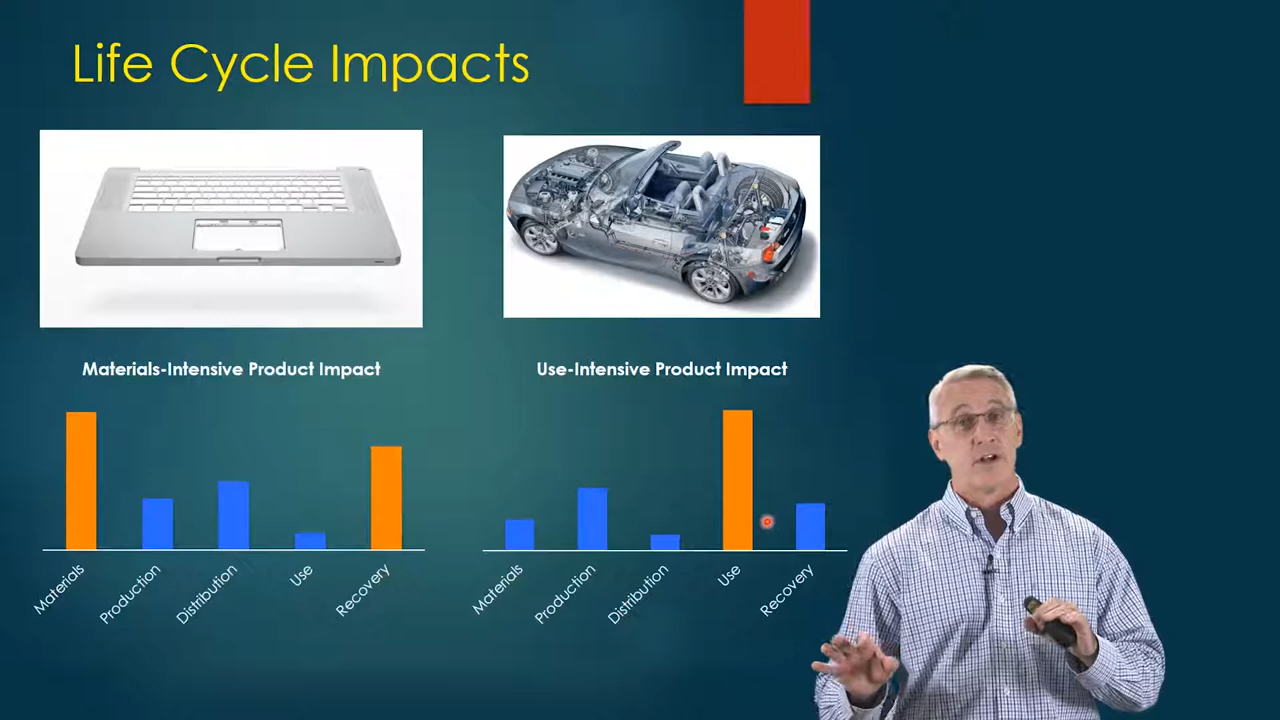 Life Cycle Impacts
Materials-Intensive Product Impact
Materials
Production
Distribution
Use
Recovery
Use-Intensive Product Impact
Materials
Production
Distribution
Use
Recovery